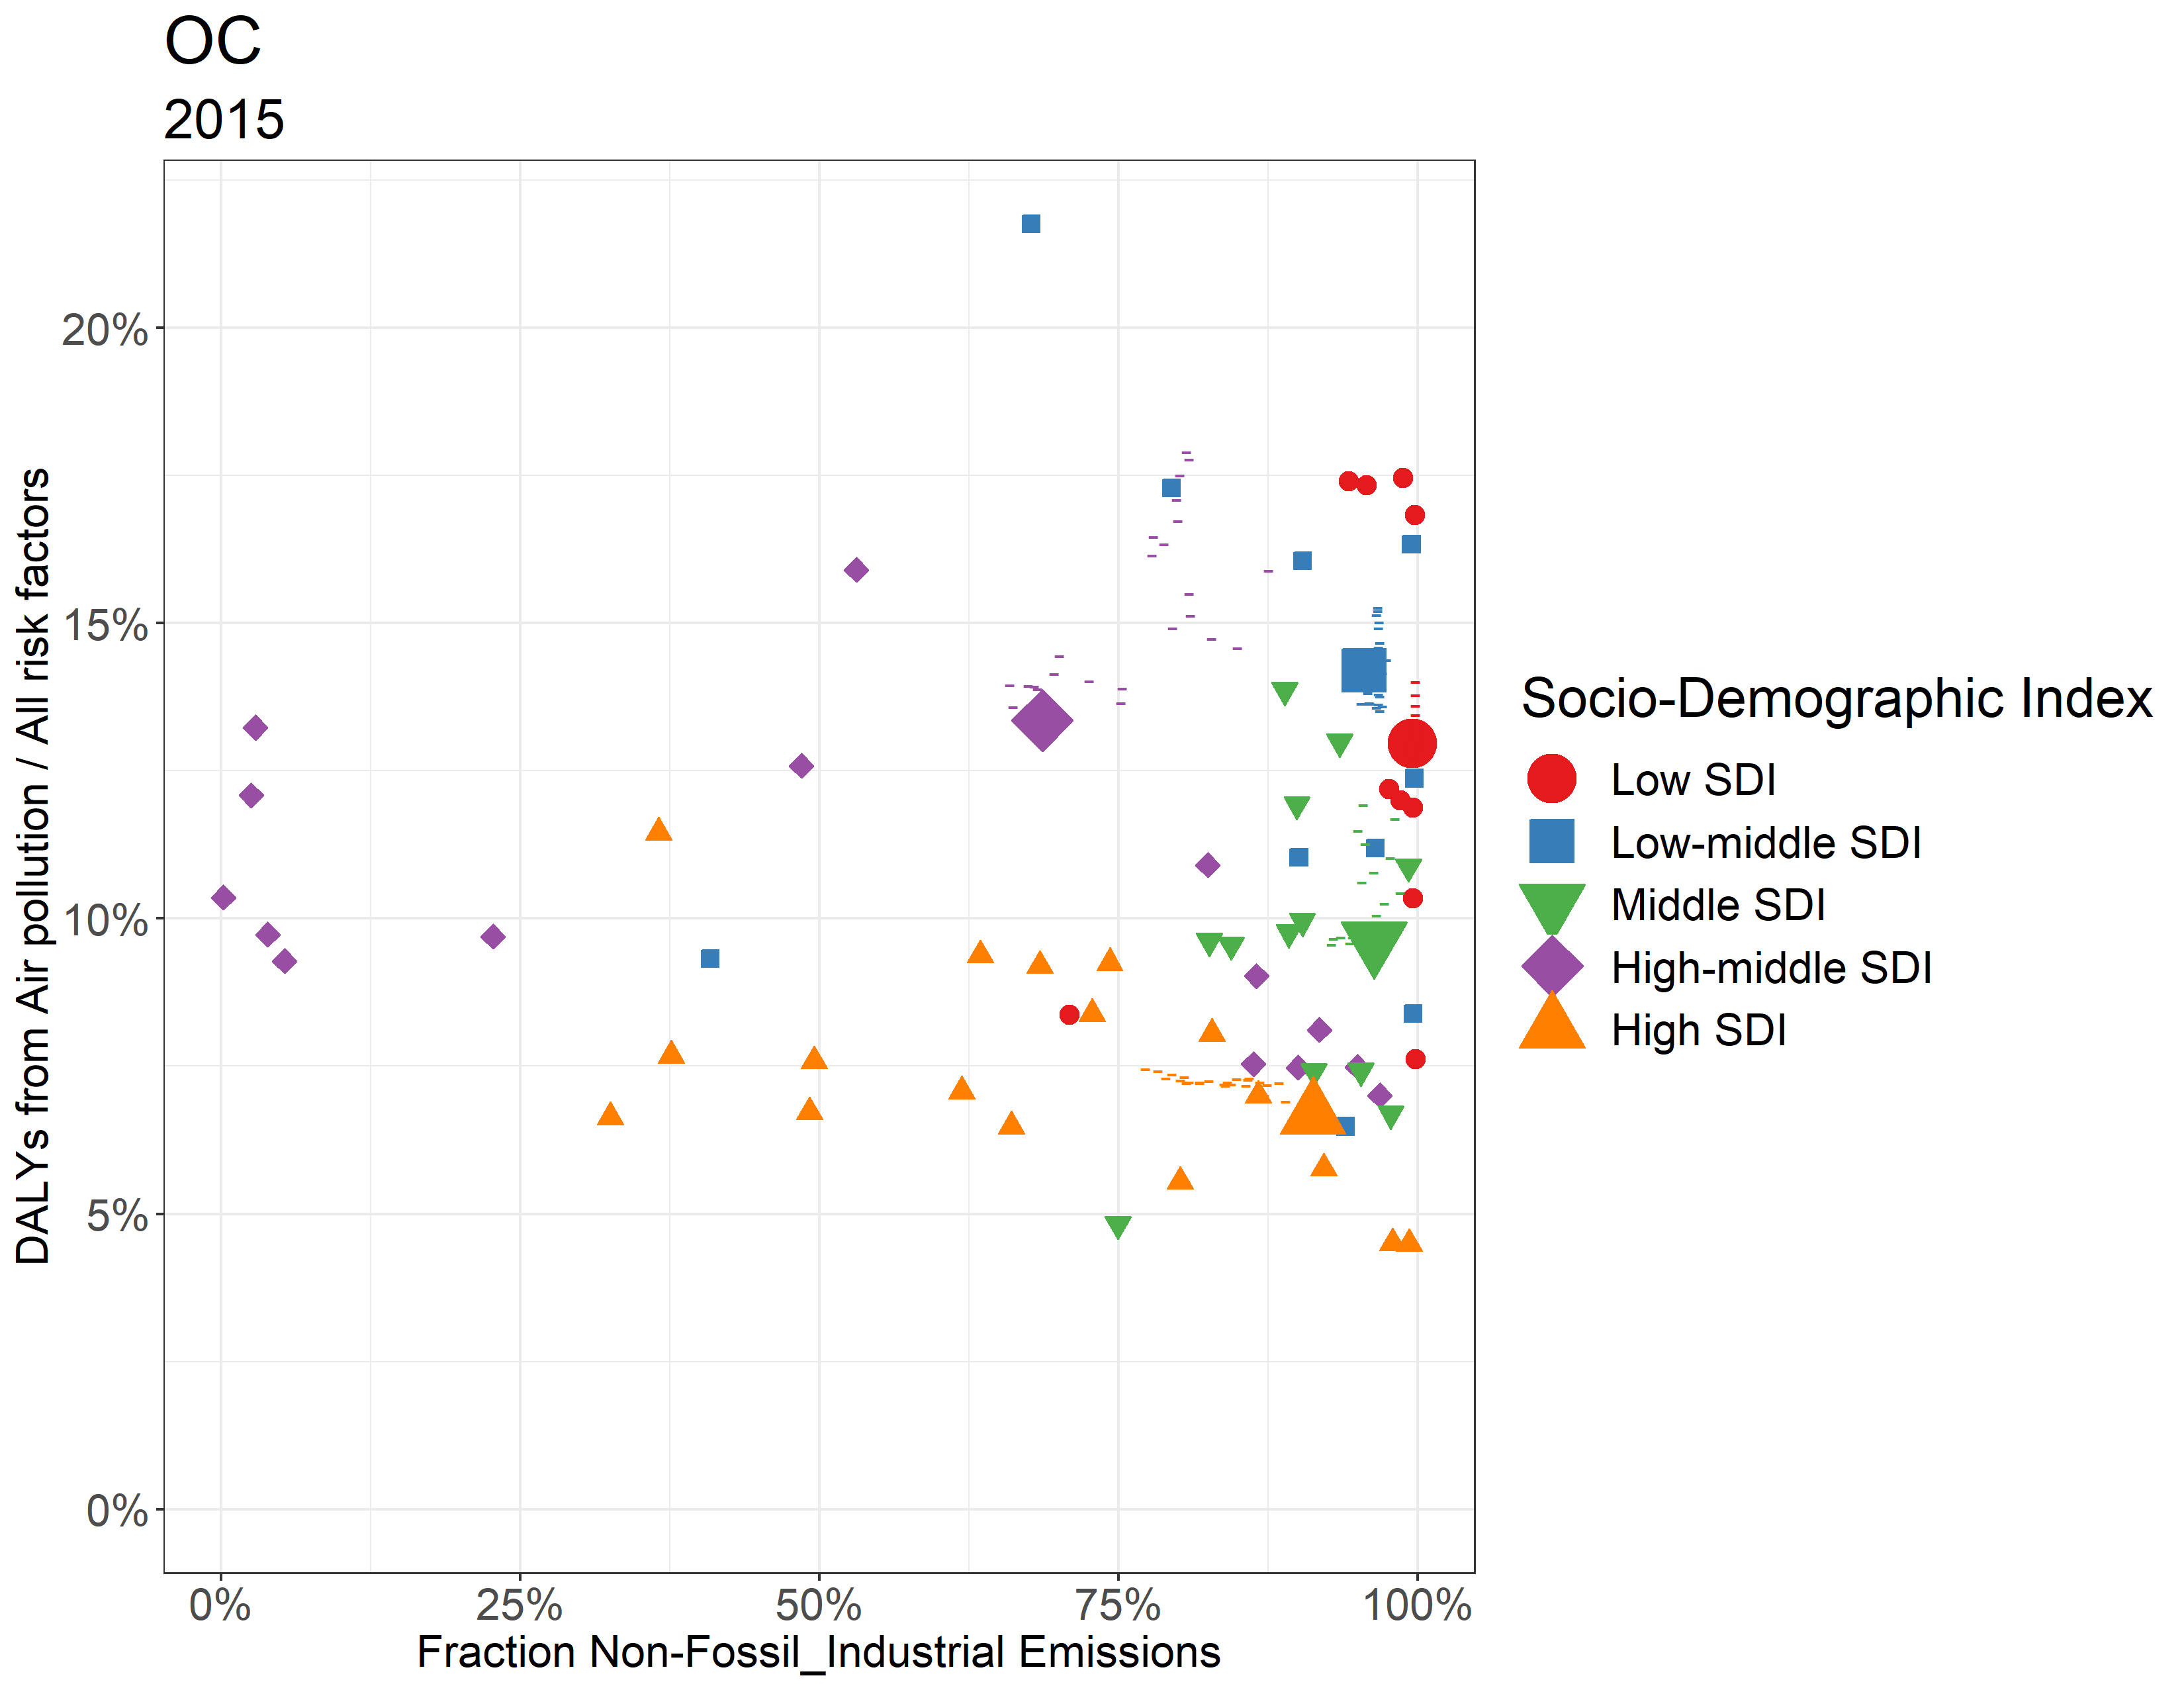 OC
2015
DALYs from Air pollution / All risk factors
20%
15%
10%
5%
0%
0%
25%
50%
75%
100%
Fraction Non-Fossil_Industrial Emissions
Socio-Demographic Index
Low SDI
Low-middle SDI
Middle SDI
High-middle SDI
High SDI